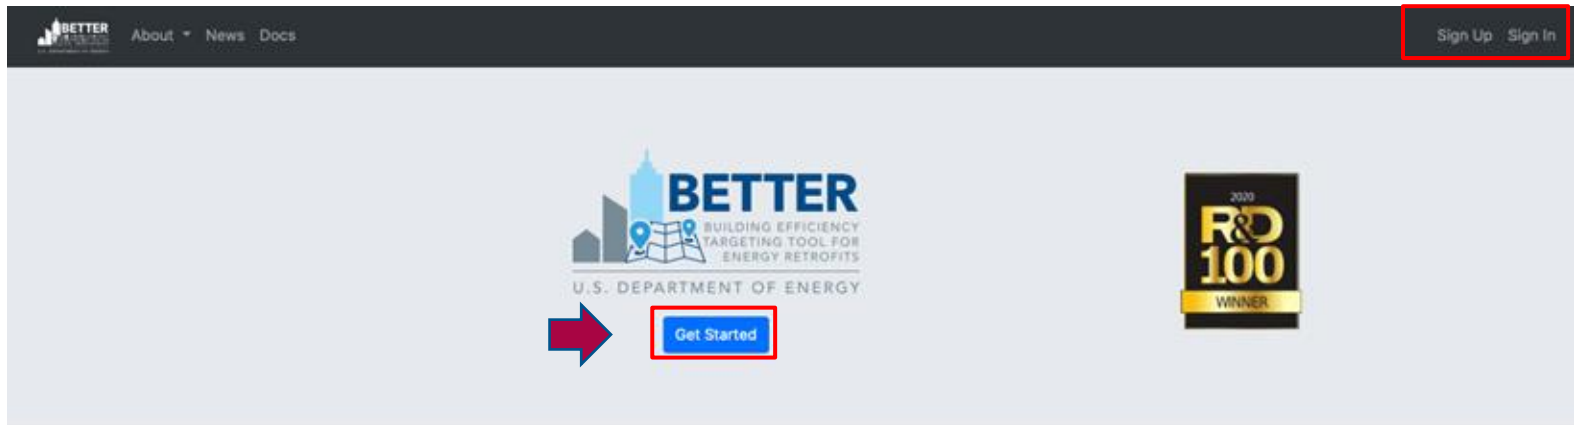 BETTER
About
News
Docs
Sign Up
Sign In
BETTER
BUILDING EFFICIENCY
TARGETING TOOL FOR
ENERGY RETROFITS
U.S. DEPARTMENT OF ENERGY
Get Started
2020
R&D
100
WINNER